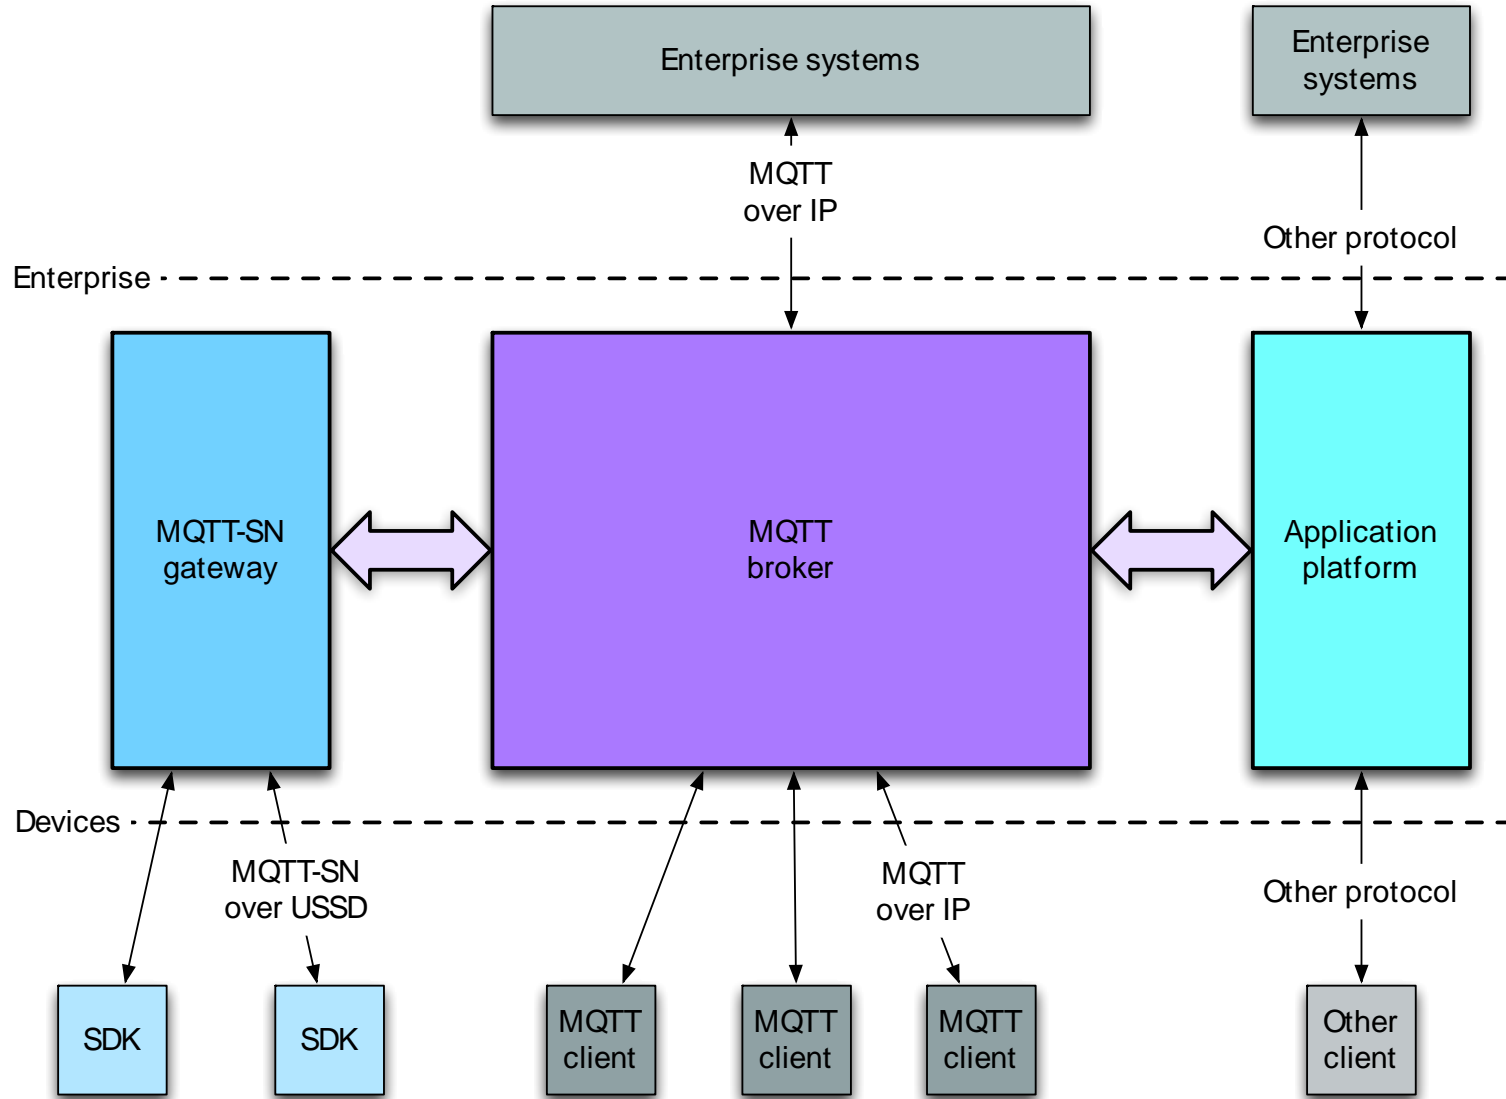 Enterprise systems
Enterprise
systems
MQTT
over IP
Other protocol
Enterprise
MQTT-SN
gateway
MQTT
broker
Application
platform
Devices
MQTT-SN
over USSD
MQTT
over IP
Other protocol
SDK
SDK
MQTT
client
MQTT
client
MQTT
client
Other
client